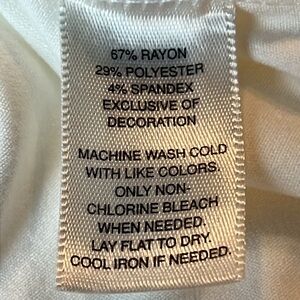 67% RAYON
29% POLYESTER
4% SPANDEX
EXCLUSIVE OF
DECORATION
MACHINE WASH COLD
WITH LIKE COLORS.
ONLY NON-
CHLORINE BLEACH
WHEN NEEDED.
LAY FLAT TO DRY.
COOL IRON IF NEEDED.